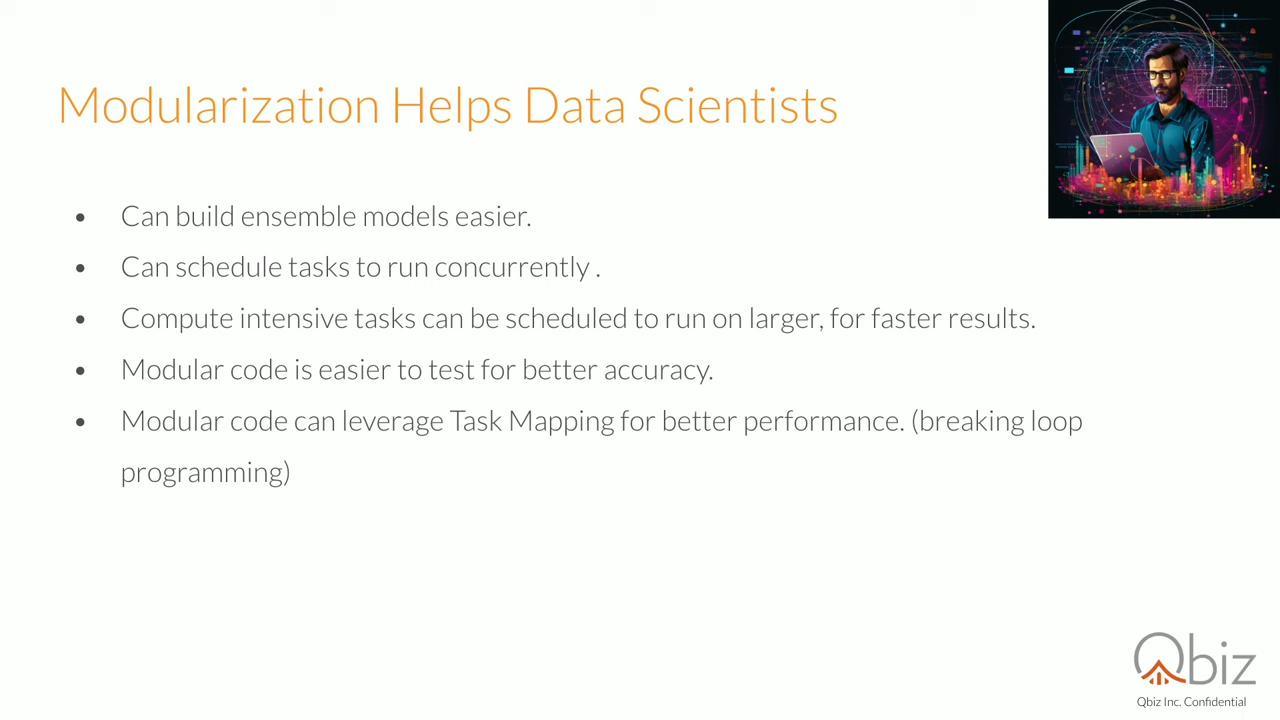 Modularization Helps Data Scientists
• Can build ensemble models easier.
• Can schedule tasks to run concurrently .
• Compute intensive tasks can be scheduled to run on larger, for faster results.
• Modular code is easier to test for better accuracy.
• Modular code can leverage Task Mapping for better performance. (breaking loop
programming)
Qbiz
Qbiz Inc. Confidential